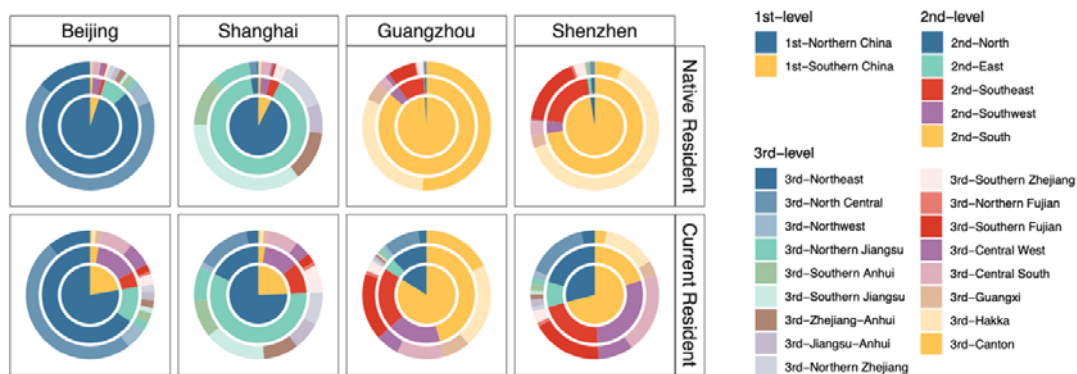 Beijing
Shanghai
Guangzhou
Shenzhen
Native Resident
Current Resident
1st-level
1st-Northern China
1st-Southern China
2nd-level
2nd-North
2nd-East
2nd-Southeast
2nd-Southwest
2nd-South
3rd-level
3rd-Northeast
3rd-North Central
3rd-Northwest
3rd-Northern Jiangsu
3rd-Southern Anhui
3rd-Southern Jiangsu
3rd-Zhejiang-Anhui
3rd-Jiangsu-Anhui
3rd-Northern Zhejiang
3rd-Southern Zhejiang
3rd-Northern Fujian
3rd-Southern Fujian
3rd-Central West
3rd-Central South
3rd-Guangxi
3rd-Hakka
3rd-Canton